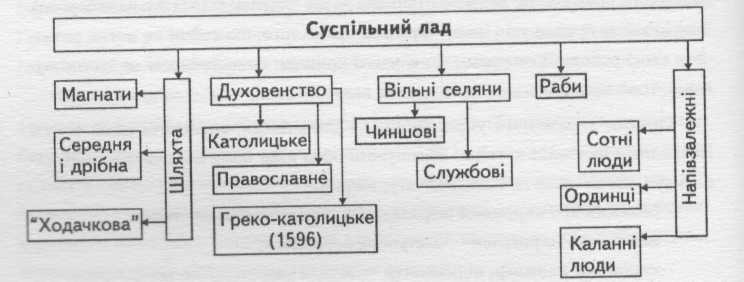 Суспільний лад
Магнати
Шляхта
Середня
і дрібна
"Ходачкова"
Духовенство
Католицьке
Православне
Греко-католицьке
(1596)
Вільні селяни
Чиншові
Службові
Раби
Напівзалежні
Сотні
люди
Ординці
Каланні
люди